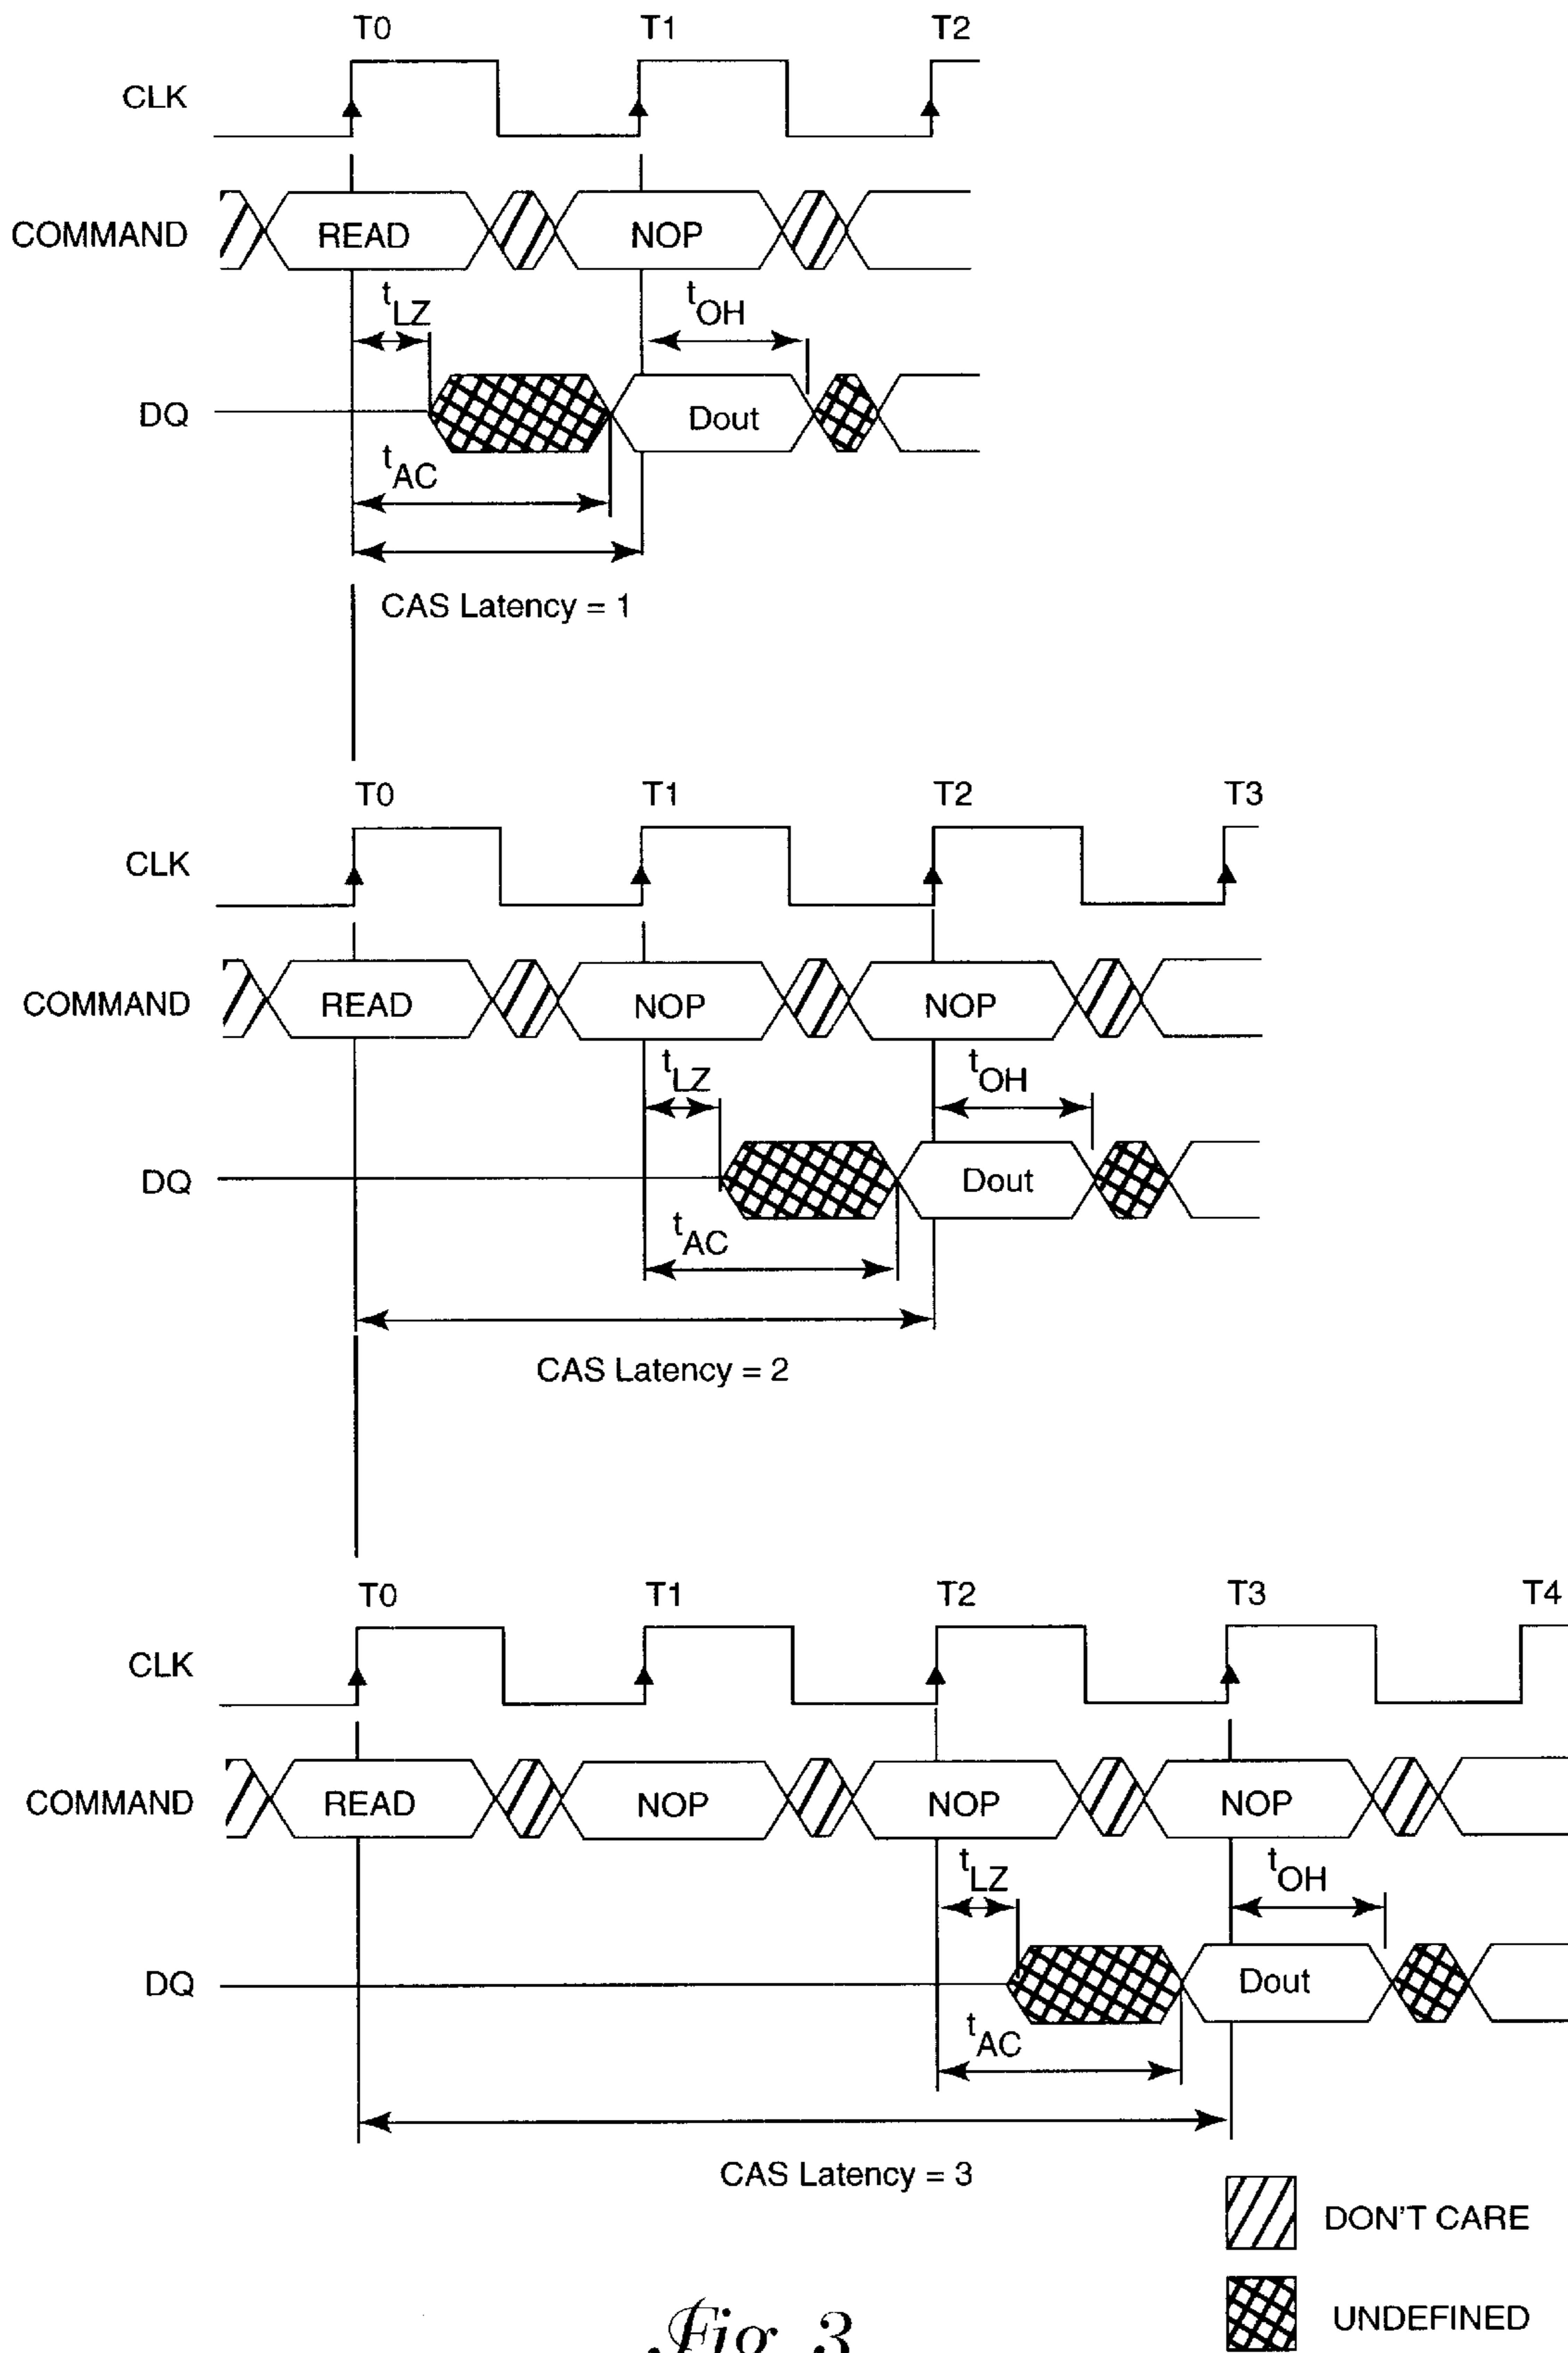 T0 T1 T2
CLK
COMMAND READ NOP
tLZ tOH
DQ Dout
tAC
CAS Latency = 1
T0 T1 T2 T3
CLK
COMMAND READ NOP NOP
tLZ tOH
DQ Dout
tAC
CAS Latency = 2
T0 T1 T2 T3 T4
CLK
COMMAND READ NOP NOP NOP
tLZ tOH
DQ Dout
tAC
CAS Latency = 3
DON'T CARE
UNDEFINED
Fig 3